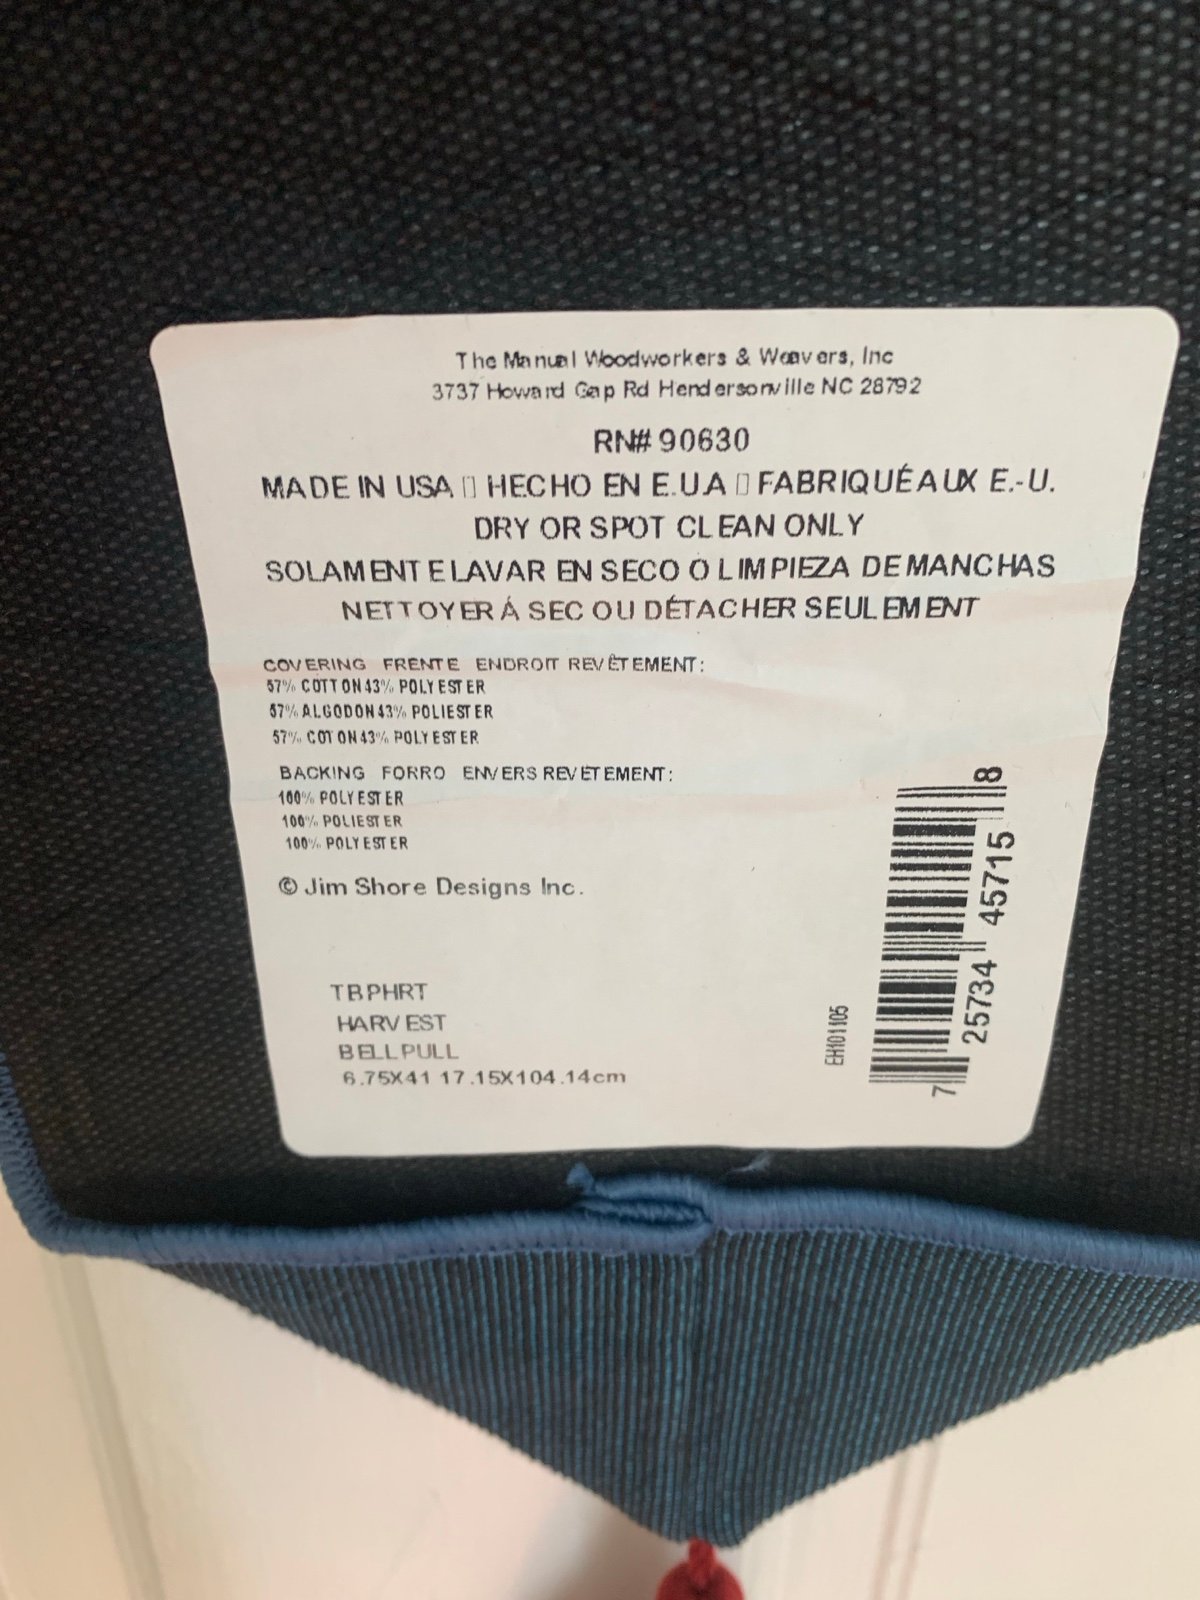 The Manual Woodworkers & Weavers, Inc
3737 Howard Gap Rd Hendersonville NC 28792
RN# 90630
MADE IN USA ▯ HECHO EN E.U.A ▯ FABRIQUÉ AUX E.-U.
DRY OR SPOT CLEAN ONLY
SOLAMENTE LAVAR EN SECO O LIMPIEZA DE MANCHAS
NETTOYER Á SEC OU DÉTACHER SEULEMENT
COVERING FRENTE ENDROIT REVÊTEMENT:
57% COTTON 43% POLYESTER
57% ALGODON 43% POLIESTER
57% COTON 43% POLYESTER
BACKING FORRO ENVERS REVÊTEMENT:
100% POLYESTER
100% POLIESTER
100% POLYESTER
© Jim Shore Designs Inc.
TBPHRT
HARVEST
BELLPULL
6.75X41 17.15X104.14cm
EH101105
7 25734 45715 8